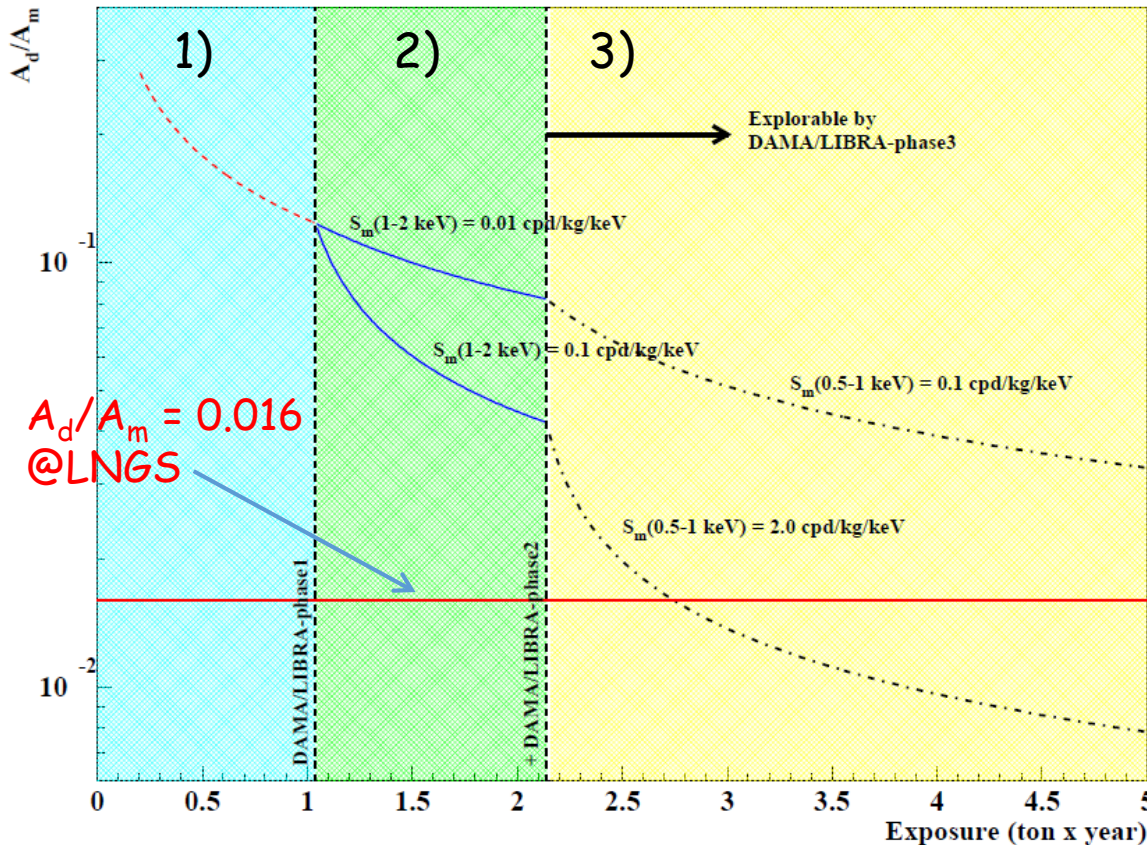 A_d/A_m
1)
2)
3)
Explorable by
DAMA/LIBRA-phase3
S_m(1-2 keV) = 0.01 cpd/kg/keV
10^-1
S_m(1-2 keV) = 0.1 cpd/kg/keV
S_m(0.5-1 keV) = 0.1 cpd/kg/keV
A_d/A_m = 0.016
@LNGS
S_m(0.5-1 keV) = 2.0 cpd/kg/keV
DAMA/LIBRA-phase1
+ DAMA/LIBRA-phase2
10^-2
0 0.5 1 1.5 2 2.5 3 3.5 4 4.5 5
Exposure (ton x year)